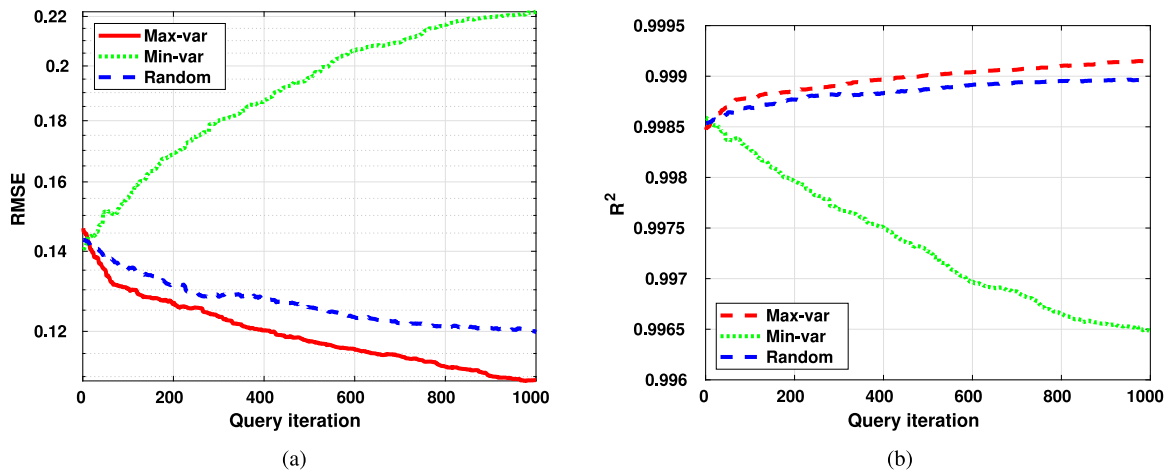 0.22
0.2
0.18
0.16
0.14
0.12
RMSE
Max-var
Min-var
Random
0 200 400 600 800 1000
Query iteration
(a)
0.9995
0.999
0.9985
0.998
0.9975
0.997
0.9965
0.996
R²
Max-var
Min-var
Random
0 200 400 600 800 1000
Query iteration
(b)